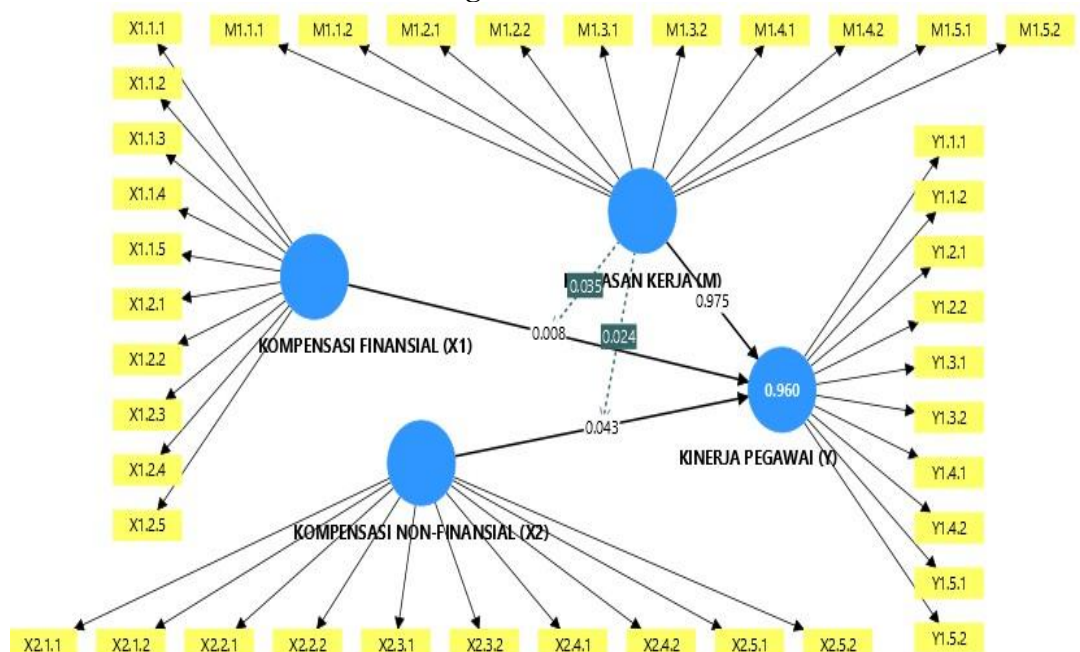 X1.1.1
M1.1.1 M1.1.2 M1.2.1 M1.2.2 M1.3.1 M1.3.2 M1.4.1 M1.4.2 M1.5.1 M1.5.2
X1.1.2
X1.1.3
X1.1.4
X1.1.5
X1.2.1
X1.2.2
X1.2.3
X1.2.4
X1.2.5
KOMPENSASI FINANSIAL (X1)
KERJA (M)
0.035
0.975
0.008
0.024
0.043
0.960
KINERJA PEGAWAI (Y)
Y1.1.1
Y1.1.2
Y1.2.1
Y1.2.2
Y1.3.1
Y1.3.2
Y1.4.1
Y1.4.2
Y1.5.1
Y1.5.2
KOMPENSASI NON-FINANSIAL (X2)
X2.1.1 X2.1.2 X2.2.1 X2.2.2 X2.3.1 X2.3.2 X2.4.1 X2.4.2 X2.5.1 X2.5.2